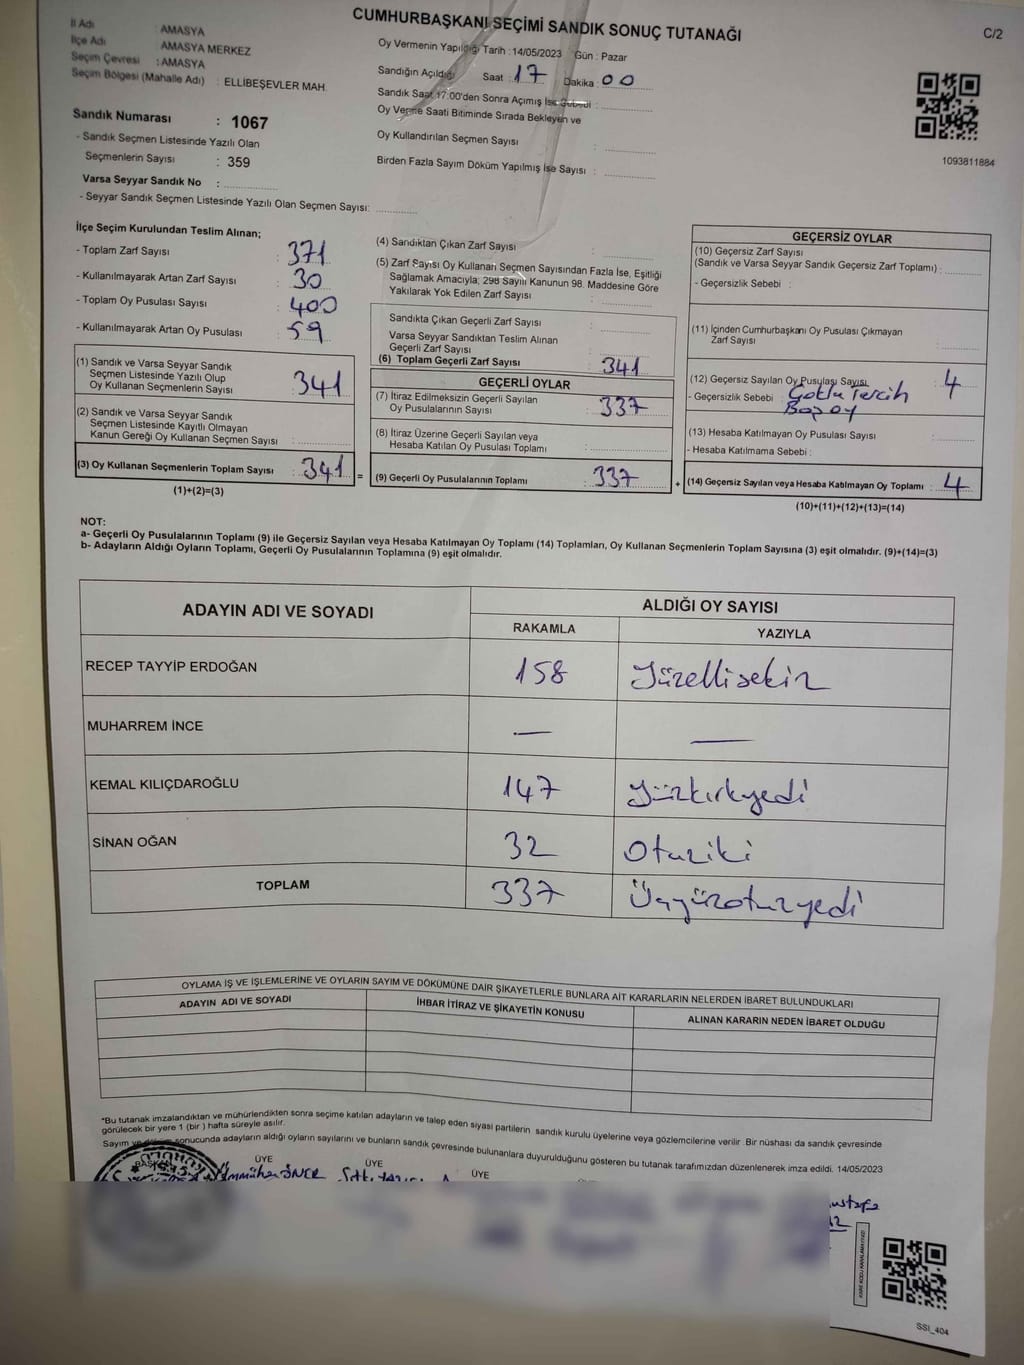 CUMHURBAŞKANI SEÇİMİ SANDIK SONUÇ TUTANAĞI
C/2
İl Adı : AMASYA
İlçe Adı : AMASYA MERKEZ
Seçim Çevresi : AMASYA
Seçim Bölgesi (Mahalle Adı) : ELLİBEŞEVLER MAH.
Sandık Numarası : 1067
- Sandık Seçmen Listesinde Yazılı Olan
Seçmenlerin Sayısı : 359
Varsa Seyyar Sandık No :
- Seyyar Sandık Seçmen Listesinde Yazılı Olan Seçmen Sayısı:
Oy Vermenin Yapıldığı Tarih : 14/05/2023 Gün : Pazar
Sandığın Açıldığı Saat : 17 Dakika : 00
Sandık Saat 17:00'den Sonra Açılmış İse Sebebi :
Oy Verme Saati Bitiminde Sırada Bekleyen ve
Oy Kullandırılan Seçmen Sayısı :
Birden Fazla Sayım Döküm Yapılmış İse Sayısı :
1093811884
İlçe Seçim Kurulundan Teslim Alınan;
- Toplam Zarf Sayısı : 371
- Kullanılmayarak Artan Zarf Sayısı : 30
- Toplam Oy Pusulası Sayısı : 400
- Kullanılmayarak Artan Oy Pusulası : 59
(1) Sandık ve Varsa Seyyar Sandık
Seçmen Listesinde Yazılı Olup
Oy Kullanan Seçmenlerin Sayısı : 341
(2) Sandık ve Varsa Seyyar Sandık
Seçmen Listesinde Kayıtlı Olmayan
Kanun Gereği Oy Kullanan Seçmen Sayısı :
(3) Oy Kullanan Seçmenlerin Toplam Sayısı : 341 =
(1)+(2)=(3)
(4) Sandıktan Çıkan Zarf Sayısı :
(5) Zarf Sayısı Oy Kullanan Seçmen Sayısından Fazla İse, Eşitliği
Sağlamak Amacıyla; 298 Sayılı Kanunun 98. Maddesine Göre
Yakılarak Yok Edilen Zarf Sayısı :
Sandıkta Çıkan Geçerli Zarf Sayısı :
Varsa Seyyar Sandıktan Teslim Alınan
Geçerli Zarf Sayısı :
(6) Toplam Geçerli Zarf Sayısı : 341
GEÇERLİ OYLAR
(7) İtiraz Edilmeksizin Geçerli Sayılan
Oy Pusulalarının Sayısı : 337
(8) İtiraz Üzerine Geçerli Sayılan veya
Hesaba Katılan Oy Pusulası Toplamı :
(9) Geçerli Oy Pusulalarının Toplamı : 337 +
GEÇERSİZ OYLAR
(10) Geçersiz Zarf Sayısı
(Sandık ve Varsa Seyyar Sandık Geçersiz Zarf Toplamı) :
- Geçersizlik Sebebi :
(11) İçinden Cumhurbaşkanı Oy Pusulası Çıkmayan
Zarf Sayısı :
(12) Geçersiz Sayılan Oy Pusulası Sayısı : 4
- Geçersizlik Sebebi : Çoklu Tercih
Boş oy
(13) Hesaba Katılmayan Oy Pusulası Sayısı :
- Hesaba Katılmama Sebebi :
(14) Geçersiz Sayılan veya Hesaba Katılmayan Oy Toplamı : 4
(10)+(11)+(12)+(13)=(14)
NOT:
a- Geçerli Oy Pusulalarının Toplamı (9) ile Geçersiz Sayılan veya Hesaba Katılmayan Oy Toplamı (14) Toplamları, Oy Kullanan Seçmenlerin Toplam Sayısına (3) eşit olmalıdır. (9)+(14)=(3)
b- Adayların Aldığı Oyların Toplamı, Geçerli Oy Pusulalarının Toplamına (9) eşit olmalıdır.
ADAYIN ADI VE SOYADI
ALDIĞI OY SAYISI
RAKAMLA YAZIYLA
RECEP TAYYİP ERDOĞAN 158 Yüzellisekiz
MUHARREM İNCE — —
KEMAL KILIÇDAROĞLU 147 Yüzkırkyedi
SİNAN OĞAN 32 Otuziki
TOPLAM 337 Üçyüzotuzyedi
OYLAMA İŞ VE İŞLEMLERİNE VE OYLARIN SAYIM VE DÖKÜMÜNE DAİR ŞİKAYETLERLE BUNLARA AİT KARARLARIN NELERDEN İBARET BULUNDUKLARI
ADAYIN ADI VE SOYADI İHBAR İTİRAZ VE ŞİKAYETİN KONUSU ALINAN KARARIN NEDEN İBARET OLDUĞU
*Bu tutanak imzalandıktan ve mühürlendikten sonra seçime katılan adayların ve talep eden siyasi partilerin sandık kurulu üyelerine veya gözlemcilerine verilir. Bir nüshası da sandık çevresinde
görülecek bir yere 1 (bir) hafta süreyle asılır.
Sayım ve döküm sonucunda adayların aldığı oyların sayılarını ve bunların sandık çevresinde bulunanlara duyurulduğunu gösteren bu tutanak tarafımızdan düzenlenerek imza edildi. 14/05/2023
BAŞKAN ÜYE ÜYE ÜYE
SSI_404